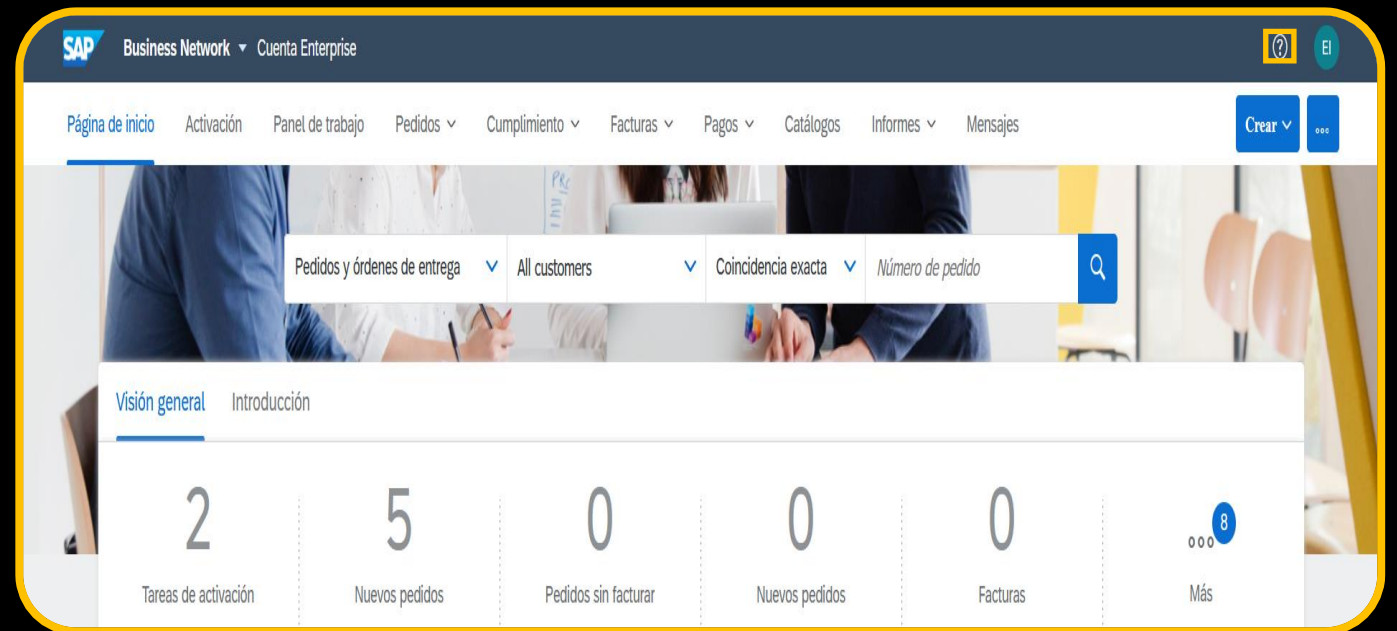 SAP Business Network Cuenta Enterprise ? EI
Página de inicio Activación Panel de trabajo Pedidos Cumplimiento Facturas Pagos Catálogos Informes Mensajes Crear
Pedidos y órdenes de entrega All customers Coincidencia exacta Número de pedido
Visión general Introducción
2 5 0 0 0 8
Tareas de activación Nuevos pedidos Pedidos sin facturar Nuevos pedidos Facturas Más